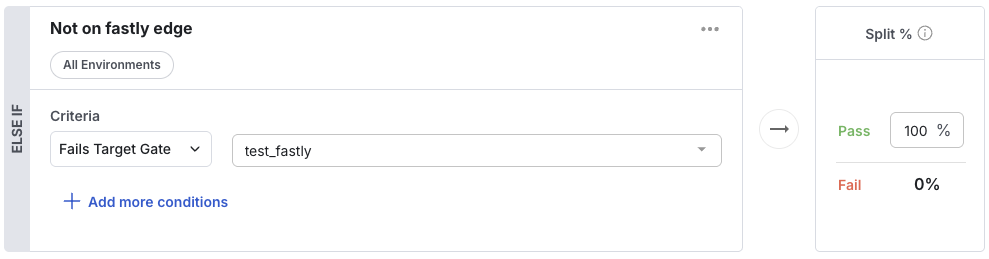 ELSE IF
Not on fastly edge
All Environments
Criteria
Fails Target Gate
test_fastly
Add more conditions
Split %
Pass
100 %
Fail
0%